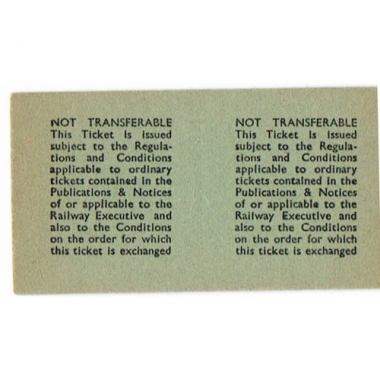 NOT TRANSFERABLE
This Ticket is issued
subject to the Regula-
tions and Conditions
applicable to ordinary
tickets contained in the
Publications & Notices
of or applicable to the
Railway Executive and
also to the Conditions
on the order for which
this ticket is exchanged
NOT TRANSFERABLE
This Ticket is issued
subject to the Regula-
tions and Conditions
applicable to ordinary
tickets contained in the
Publications & Notices
of or applicable to the
Railway Executive and
also to the Conditions
on the order for which
this ticket is exchanged